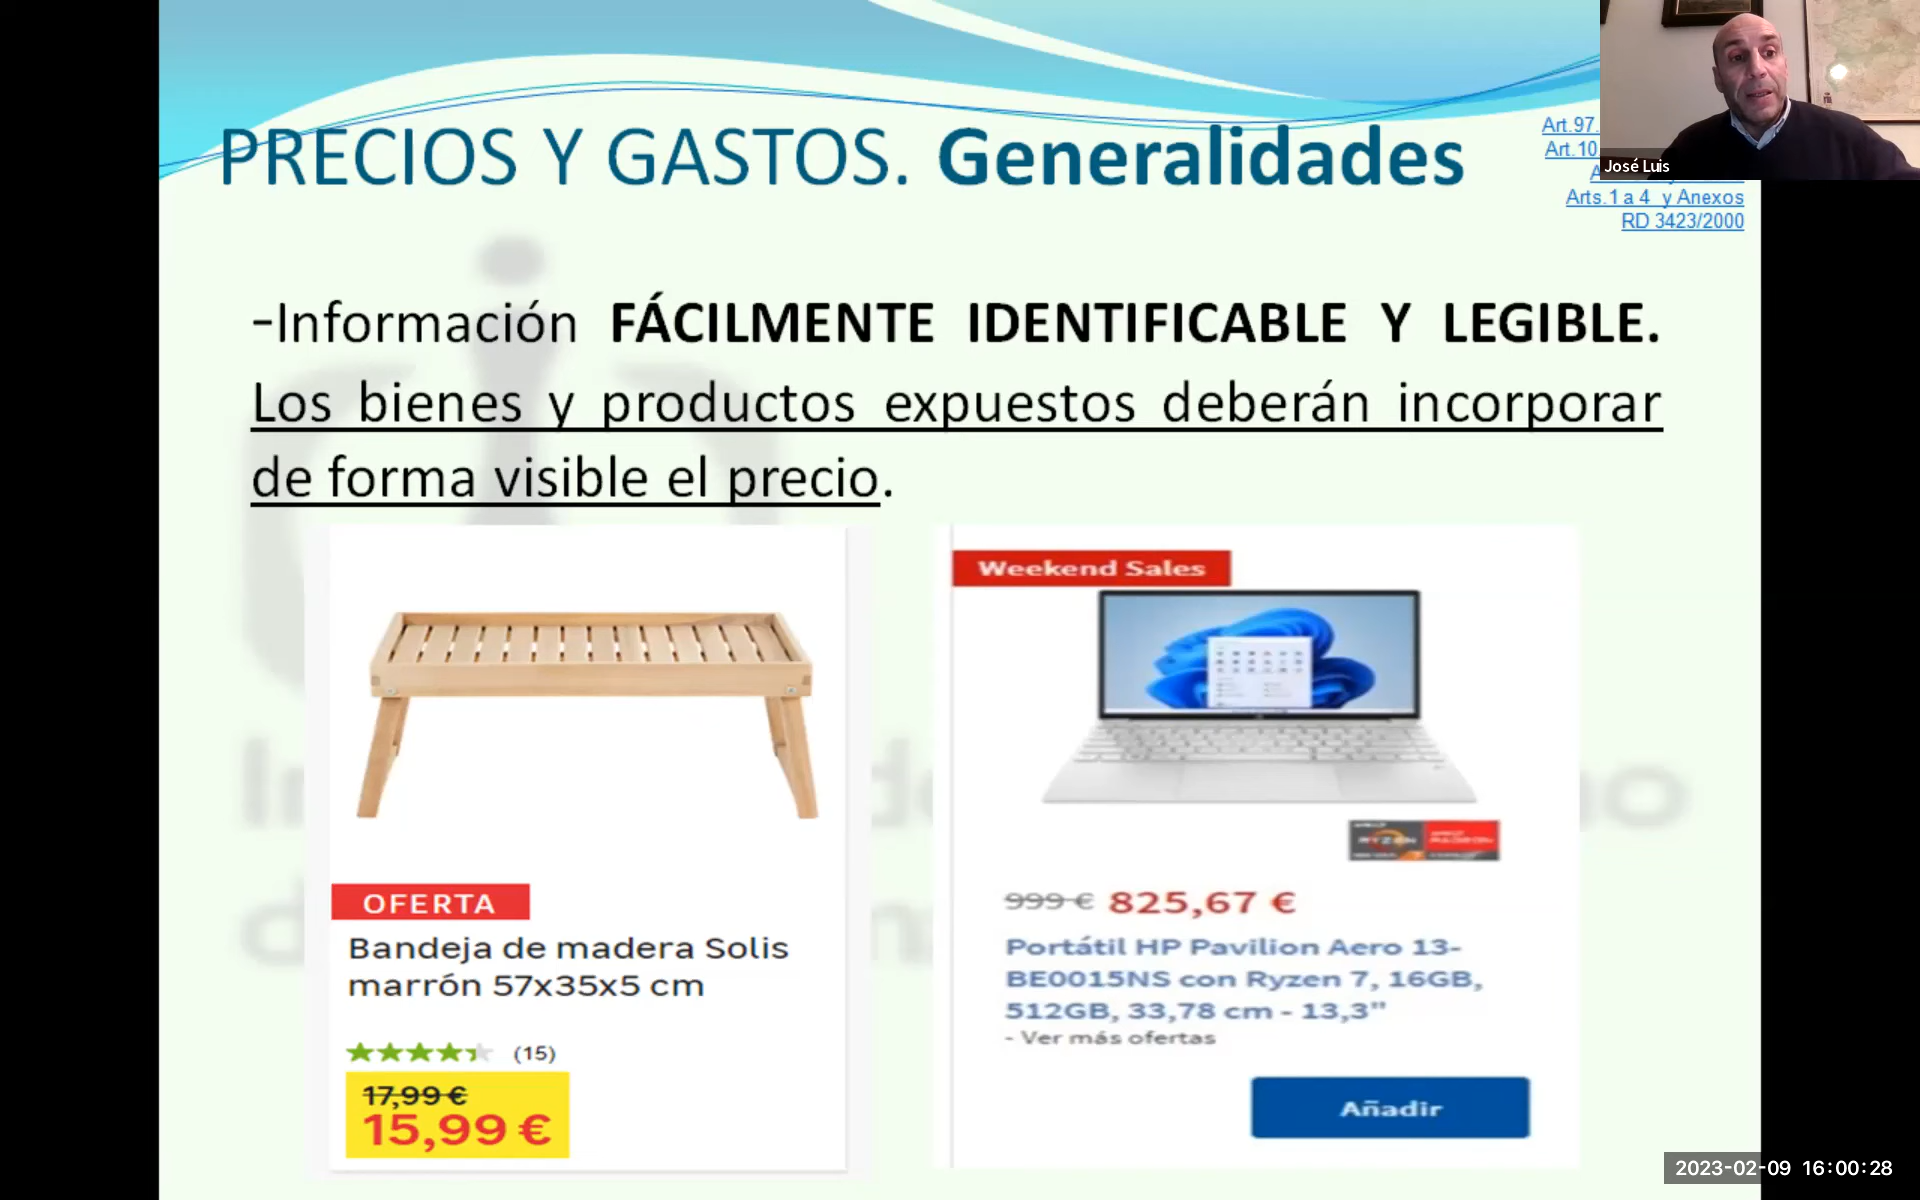 PRECIOS Y GASTOS. Generalidades
Art.97.
Art.10
Arts.1 a 4 y Anexos
RD 3423/2000
José Luis
-Información FÁCILMENTE IDENTIFICABLE Y LEGIBLE.
Los bienes y productos expuestos deberán incorporar
de forma visible el precio.
OFERTA
Bandeja de madera Solis
marrón 57x35x5 cm
(15)
17,99 €
15,99 €
Weekend Sales
RYZEN
RADEON
999 € 825,67 €
Portátil HP Pavilion Aero 13-
BE0015NS con Ryzen 7, 16GB,
512GB, 33,78 cm - 13,3"
- Ver más ofertas
Añadir
2023-02-09 16:00:28